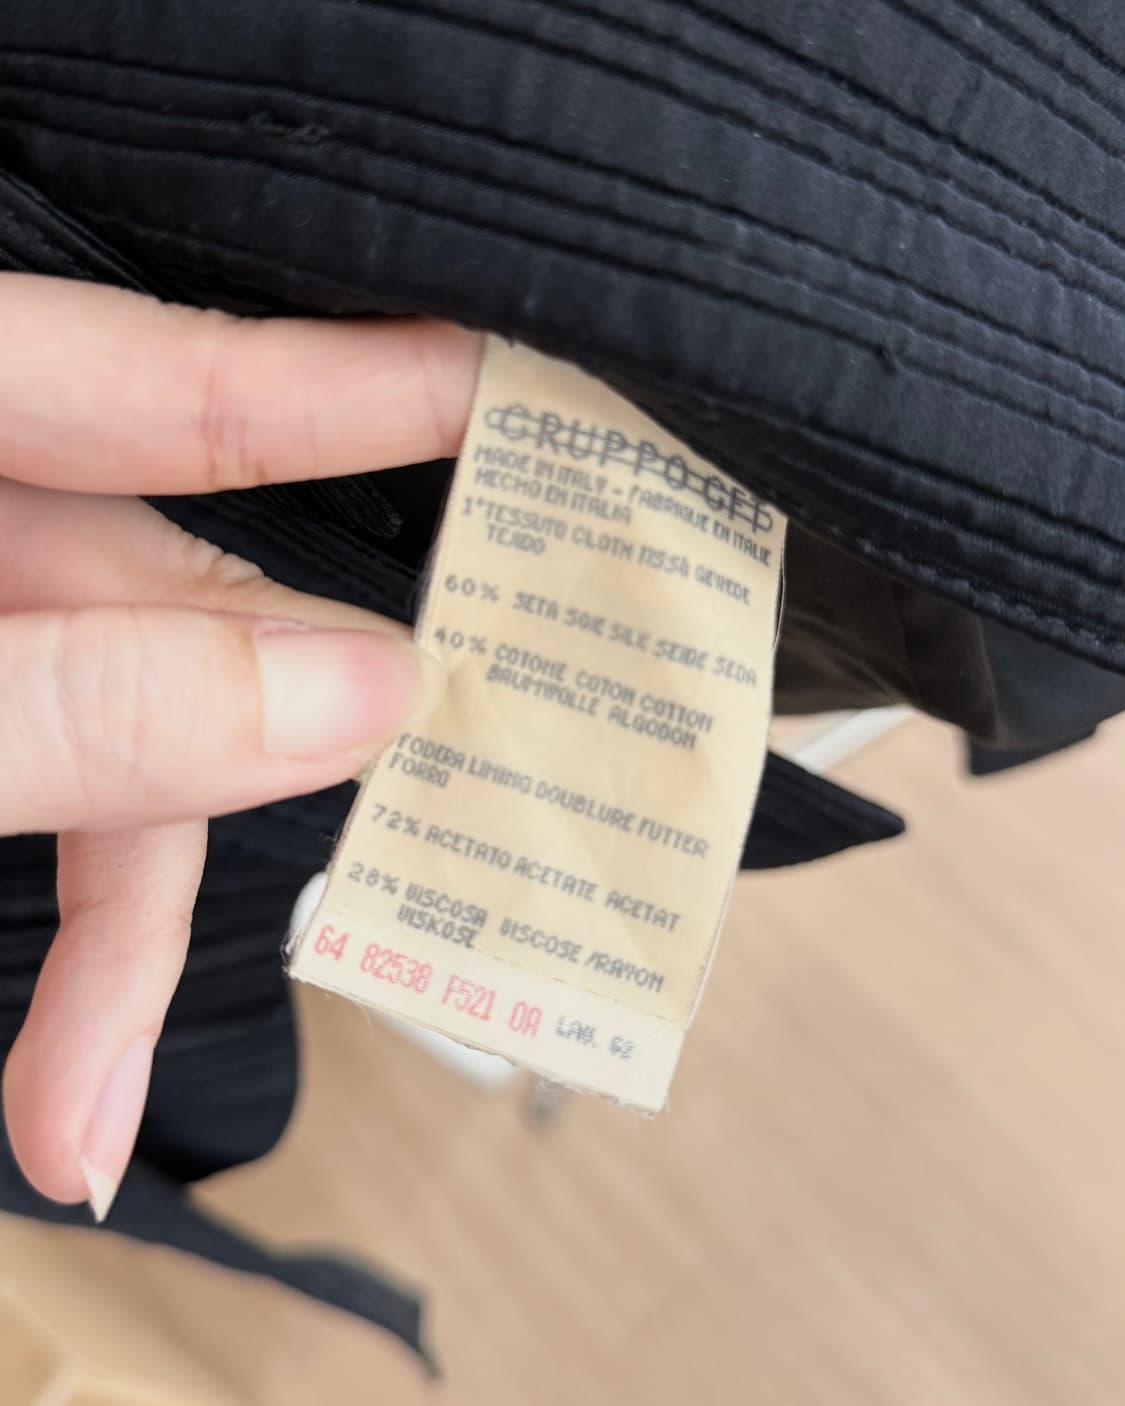 GRUPPO GFT
MADE IN ITALY - FABRIQUE EN ITALIE
HECHO EN ITALIA
1°TESSUTO CLOTH TISSÙ GEWEDE
TEJIDO
60% SETA SOIE SILK SEIDE SEDA
40% COTONE COTON COTTON
BAUMWOLLE ALGODON
FODERA LINING DOUBLURE FUTTER
FORRO
72% ACETATO ACETATE ACETAT
28% VISCOSA VISCOSE/RAYON
VISKOSE
64 82538 F521 0A